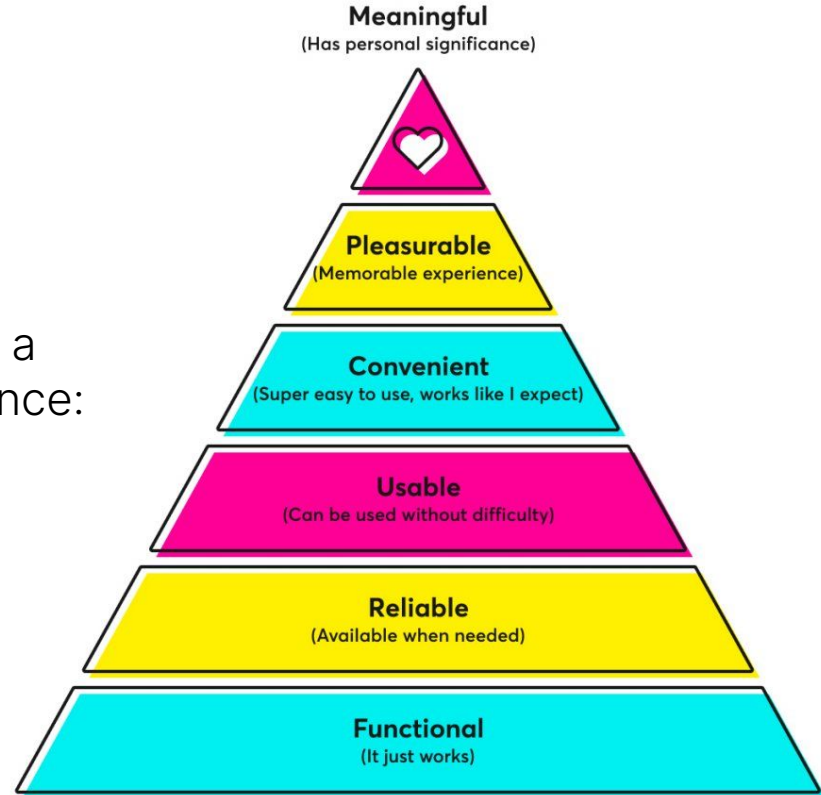 Meaningful
(Has personal significance)
Pleasurable
(Memorable experience)
a
nce:
Convenient
(Super easy to use, works like I expect)
Usable
(Can be used without difficulty)
Reliable
(Available when needed)
Functional
(It just works)